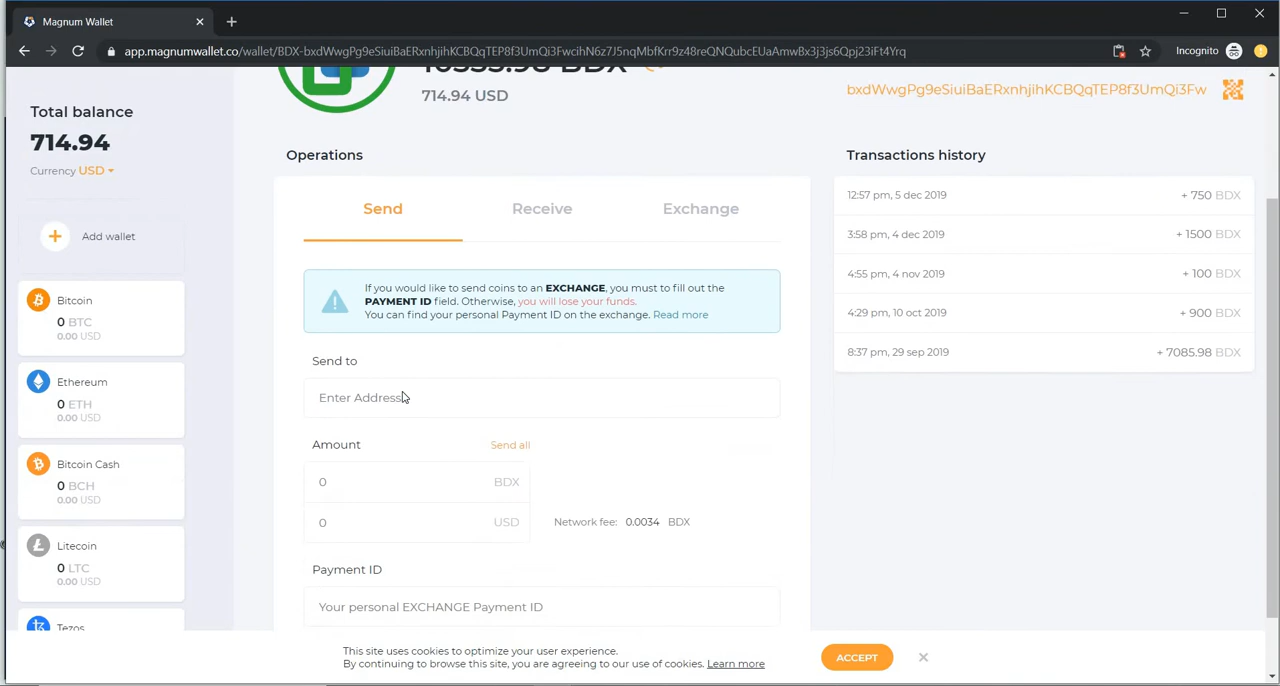 Magnum Wallet
app.magnumwallet.co/wallet/BDX-bxdWwgPg9eSiuiBaERxnhjihKCBQqTEP8f3UmQi3FwcihN6z7J5nqMbfKrr9z48reQNQubcEUaAmwBx3j3js6Qpj23iFt4Yrq
Incognito
BDX
714.94 USD
bxdWwgPg9eSiuiBaERxnhjihKCBQqTEP8f3UmQi3Fw
Total balance
714.94
Currency USD
Add wallet
Bitcoin
0 BTC
0.00 USD
Ethereum
0 ETH
0.00 USD
Bitcoin Cash
0 BCH
0.00 USD
Litecoin
0 LTC
0.00 USD
Tezos
Operations
Send
Receive
Exchange
If you would like to send coins to an EXCHANGE, you must to fill out the
PAYMENT ID field. Otherwise, you will lose your funds.
You can find your personal Payment ID on the exchange. Read more
Send to
Enter Address
Amount
Send all
0 BDX
0 USD
Network fee: 0.0034 BDX
Payment ID
Your personal EXCHANGE Payment ID
Transactions history
12:57 pm, 5 dec 2019 + 750 BDX
3:58 pm, 4 dec 2019 + 1500 BDX
4:55 pm, 4 nov 2019 + 100 BDX
4:29 pm, 10 oct 2019 + 900 BDX
8:37 pm, 29 sep 2019 + 7085.98 BDX
This site uses cookies to optimize your user experience.
By continuing to browse this site, you are agreeing to our use of cookies. Learn more
ACCEPT